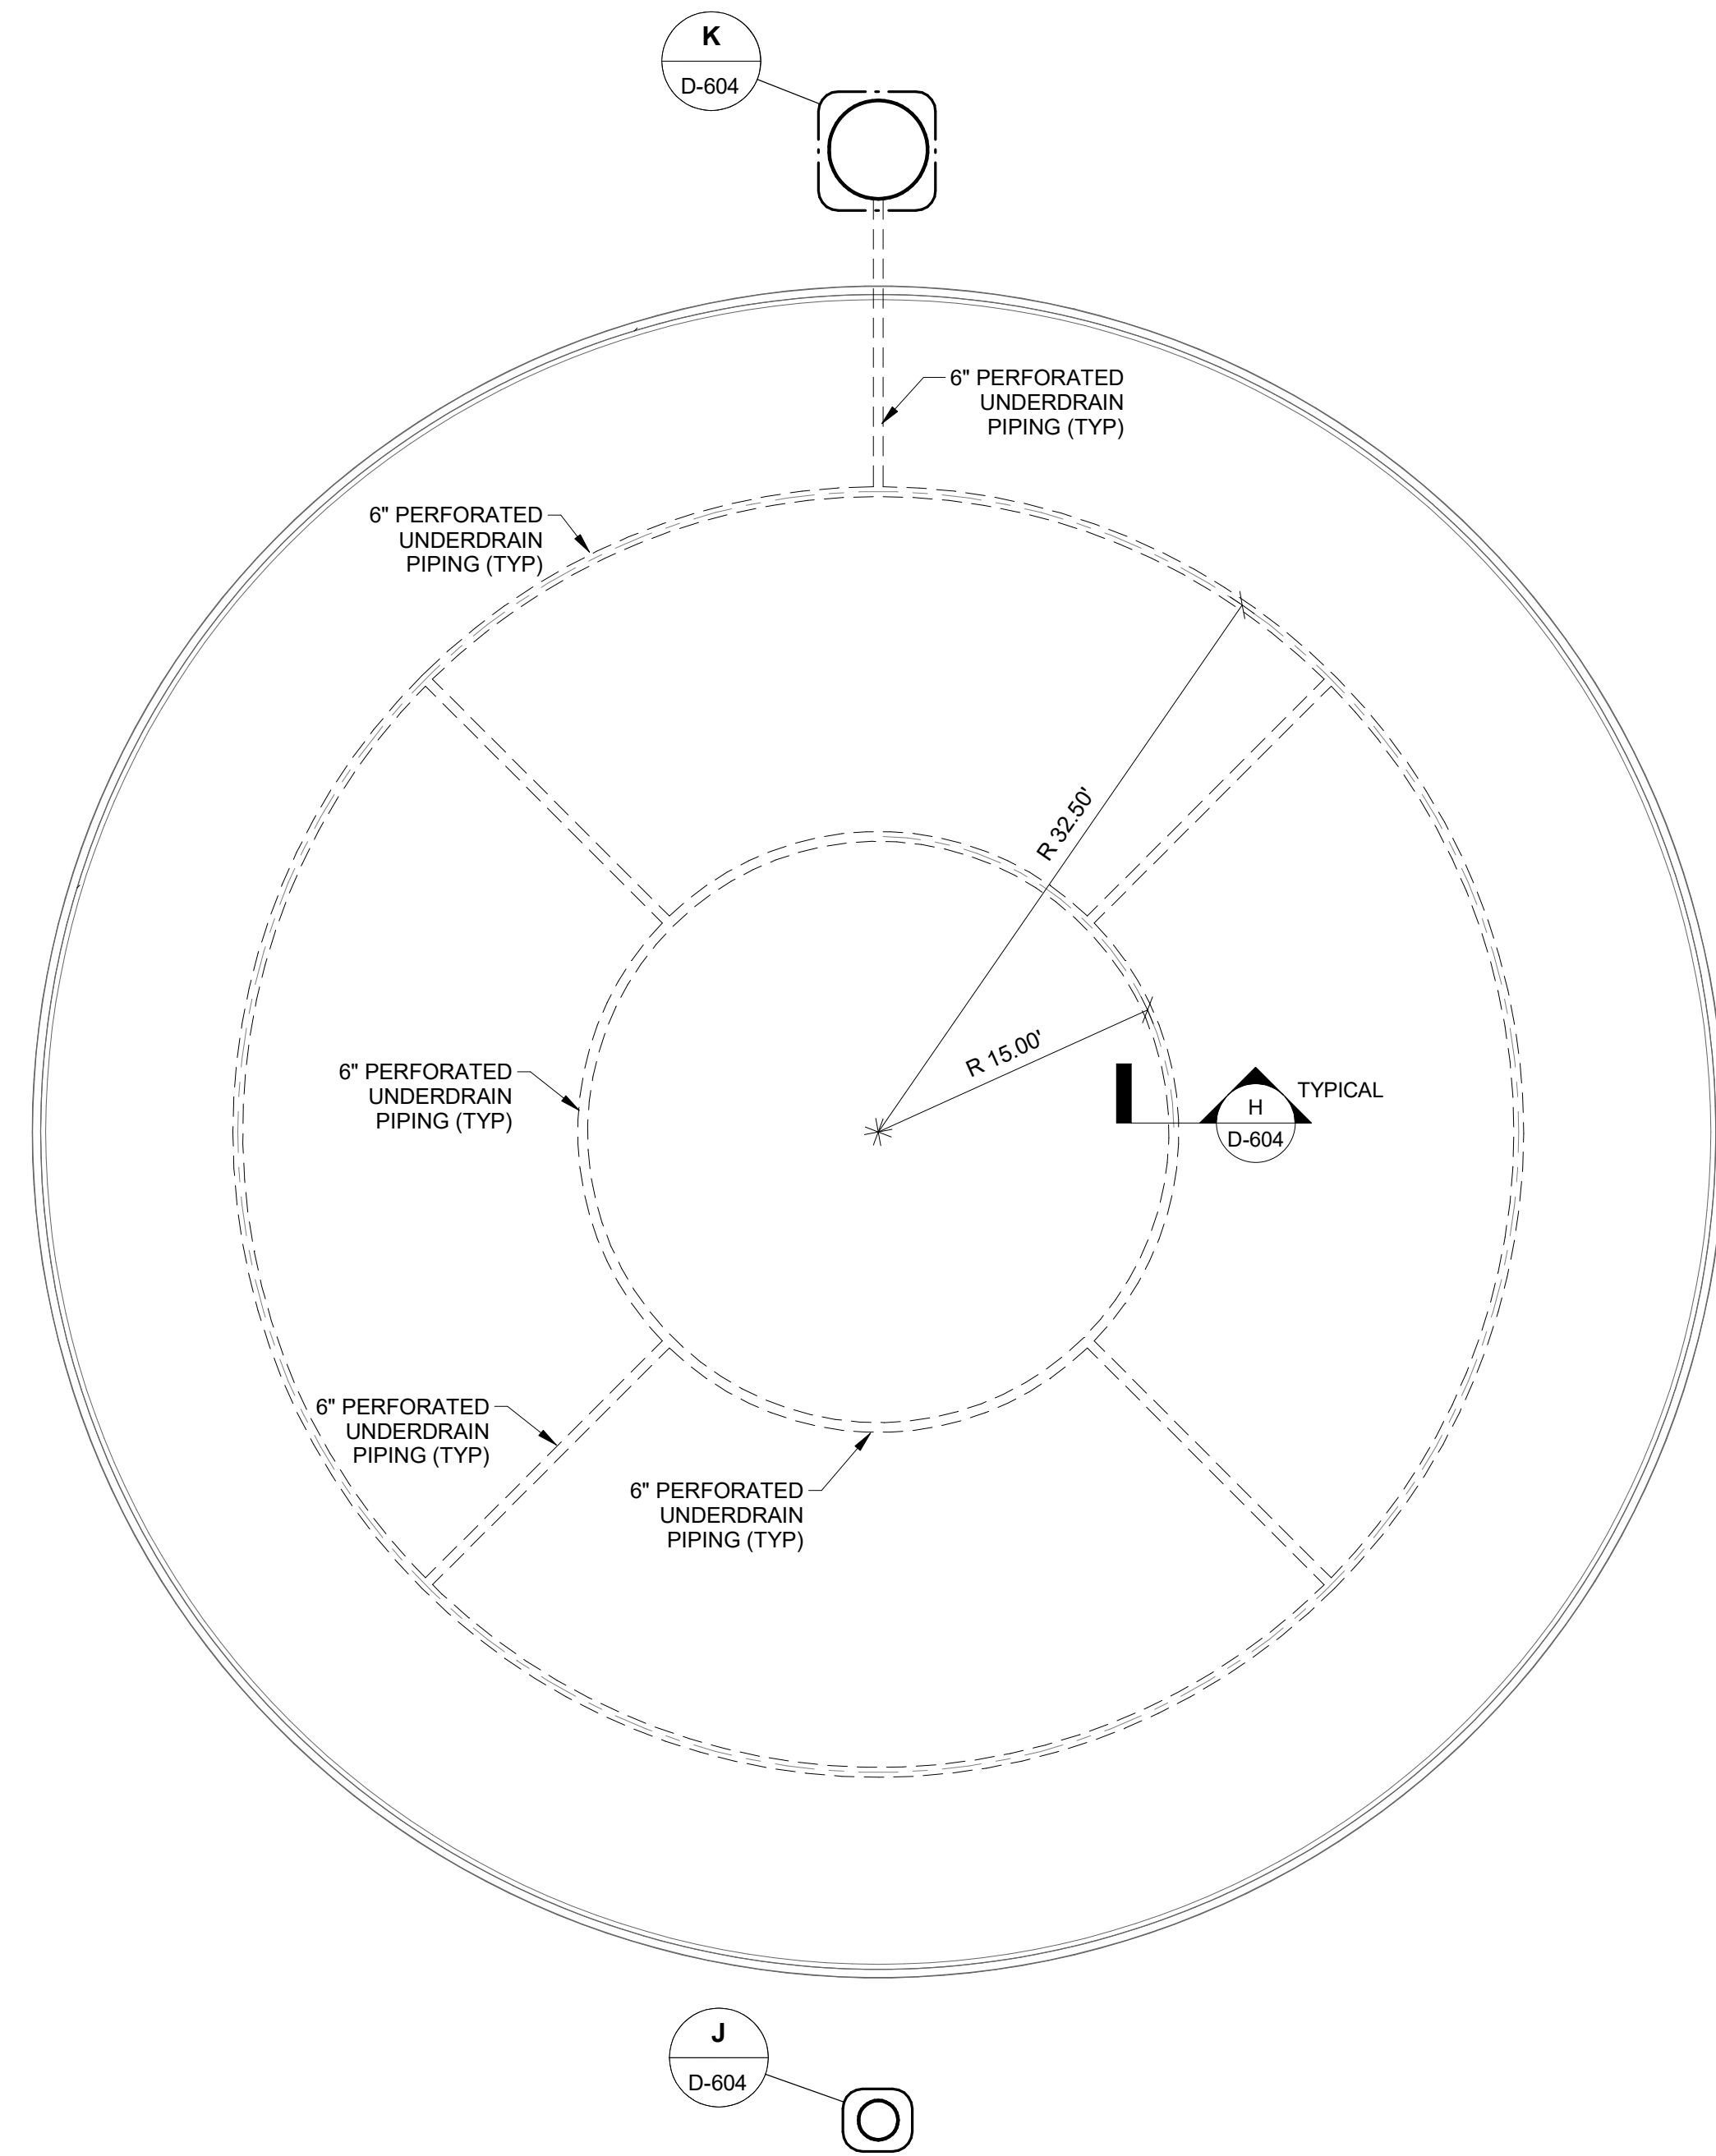 K
D-604
6" PERFORATED
UNDERDRAIN
PIPING (TYP)
6" PERFORATED
UNDERDRAIN
PIPING (TYP)
R 32.50'
R 15.00'
6" PERFORATED
UNDERDRAIN
PIPING (TYP)
TYPICAL
H
D-604
6" PERFORATED
UNDERDRAIN
PIPING (TYP)
6" PERFORATED
UNDERDRAIN
PIPING (TYP)
J
D-604